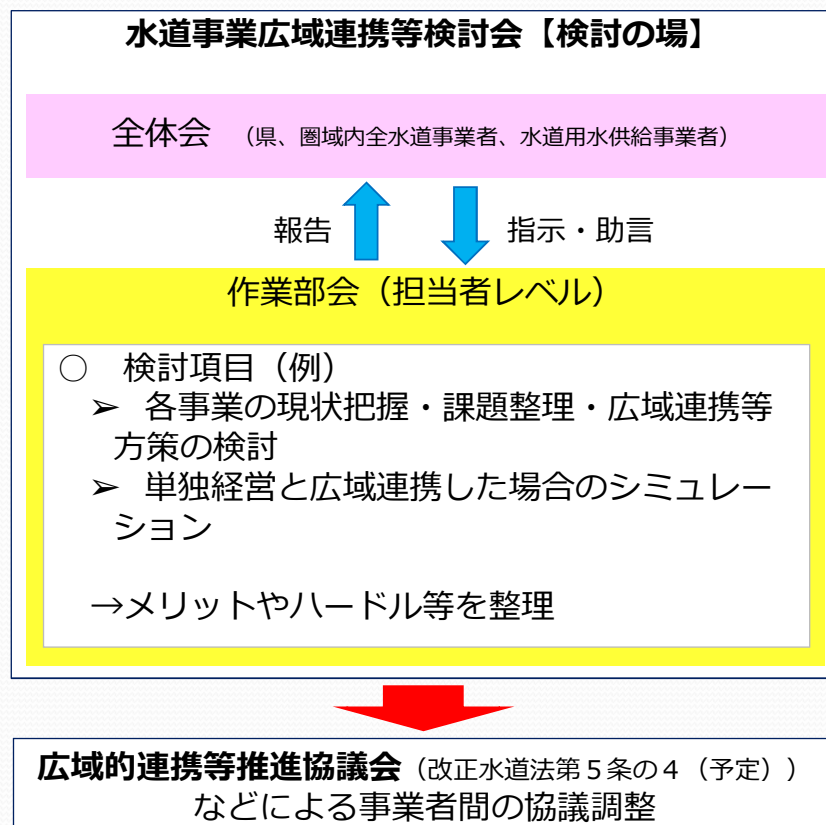 水道事業広域連携等検討会【検討の場】
全体会 （県、圏域内全水道事業者、水道用水供給事業者）
報告
指示・助言
作業部会（担当者レベル）
○ 検討項目（例）
➢ 各事業の現状把握・課題整理・広域連携等
方策の検討
➢ 単独経営と広域連携した場合のシミュレー
ション
→メリットやハードル等を整理
広域的連携等推進協議会（改正水道法第５条の４（予定））
などによる事業者間の協議調整